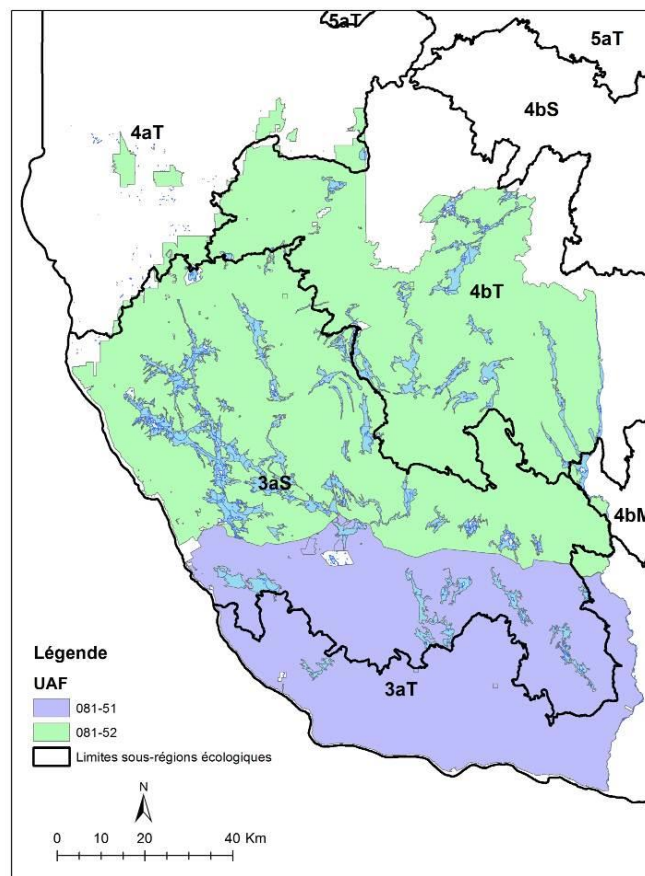 5aT
5aT
4bS
4aT
4bT
3aS
4bM
3aT
Légende
UAF
081-51
081-52
Limites sous-régions écologiques
N
0 10 20 40 Km